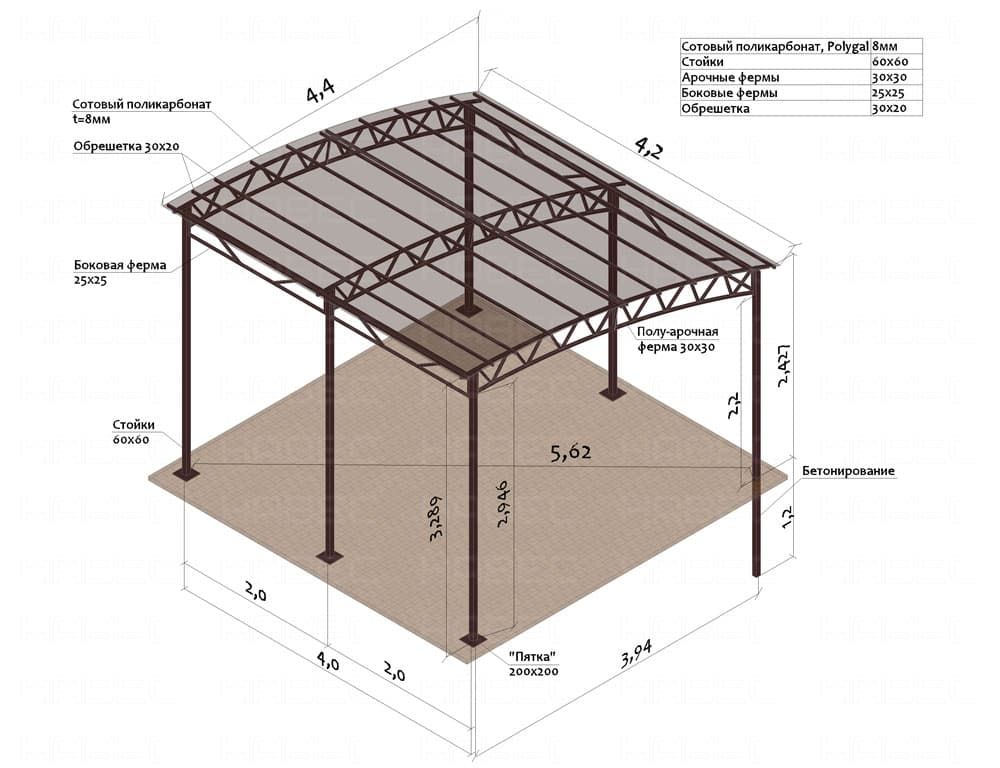 Сотовый поликарбонат, Polygal 8мм
Стойки 60х60
Арочные фермы 30х30
Боковые фермы 25х25
Обрешетка 30х20
4,4
4,2
Сотовый поликарбонат
t=8мм
Обрешетка 30х20
Боковая ферма
25х25
Полу-арочная
ферма 30х30
2,427
2,2
Стойки
60х60
5,62
Бетонирование
3,289
2,946
1,2
2,0
4,0
2,0
3,94
"Пятка"
200х200